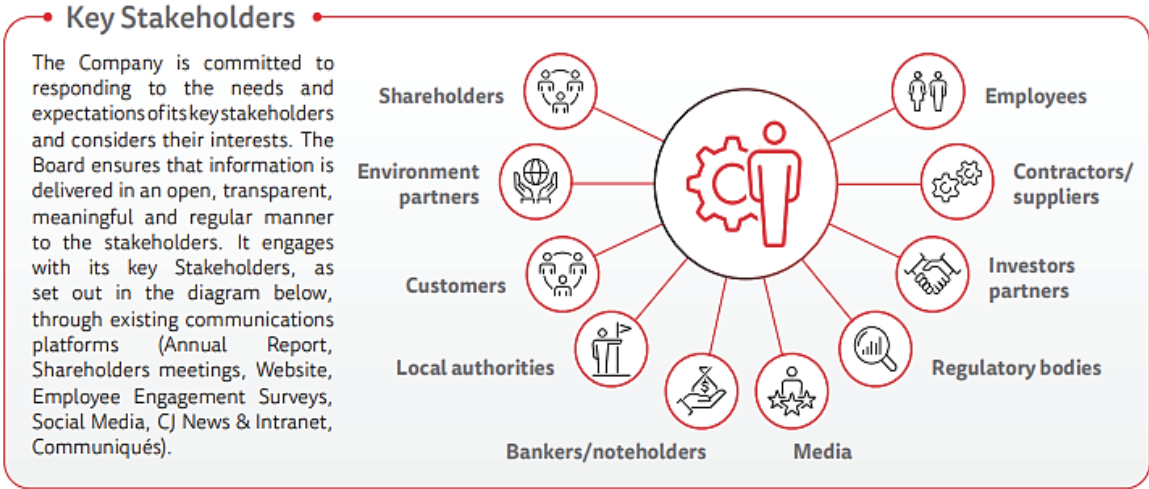 Key Stakeholders
The Company is committed to
responding to the needs and
expectations of its key stakeholders
and considers their interests. The
Board ensures that information is
delivered in an open, transparent,
meaningful and regular manner
to the stakeholders. It engages
with its key Stakeholders, as
set out in the diagram below,
through existing communications
platforms (Annual Report,
Shareholders meetings, Website,
Employee Engagement Surveys,
Social Media, CJ News & Intranet,
Communiqués).
Shareholders
Environment
partners
Customers
Local authorities
Bankers/noteholders
Media
Regulatory bodies
Investors
partners
Contractors/
suppliers
Employees
$